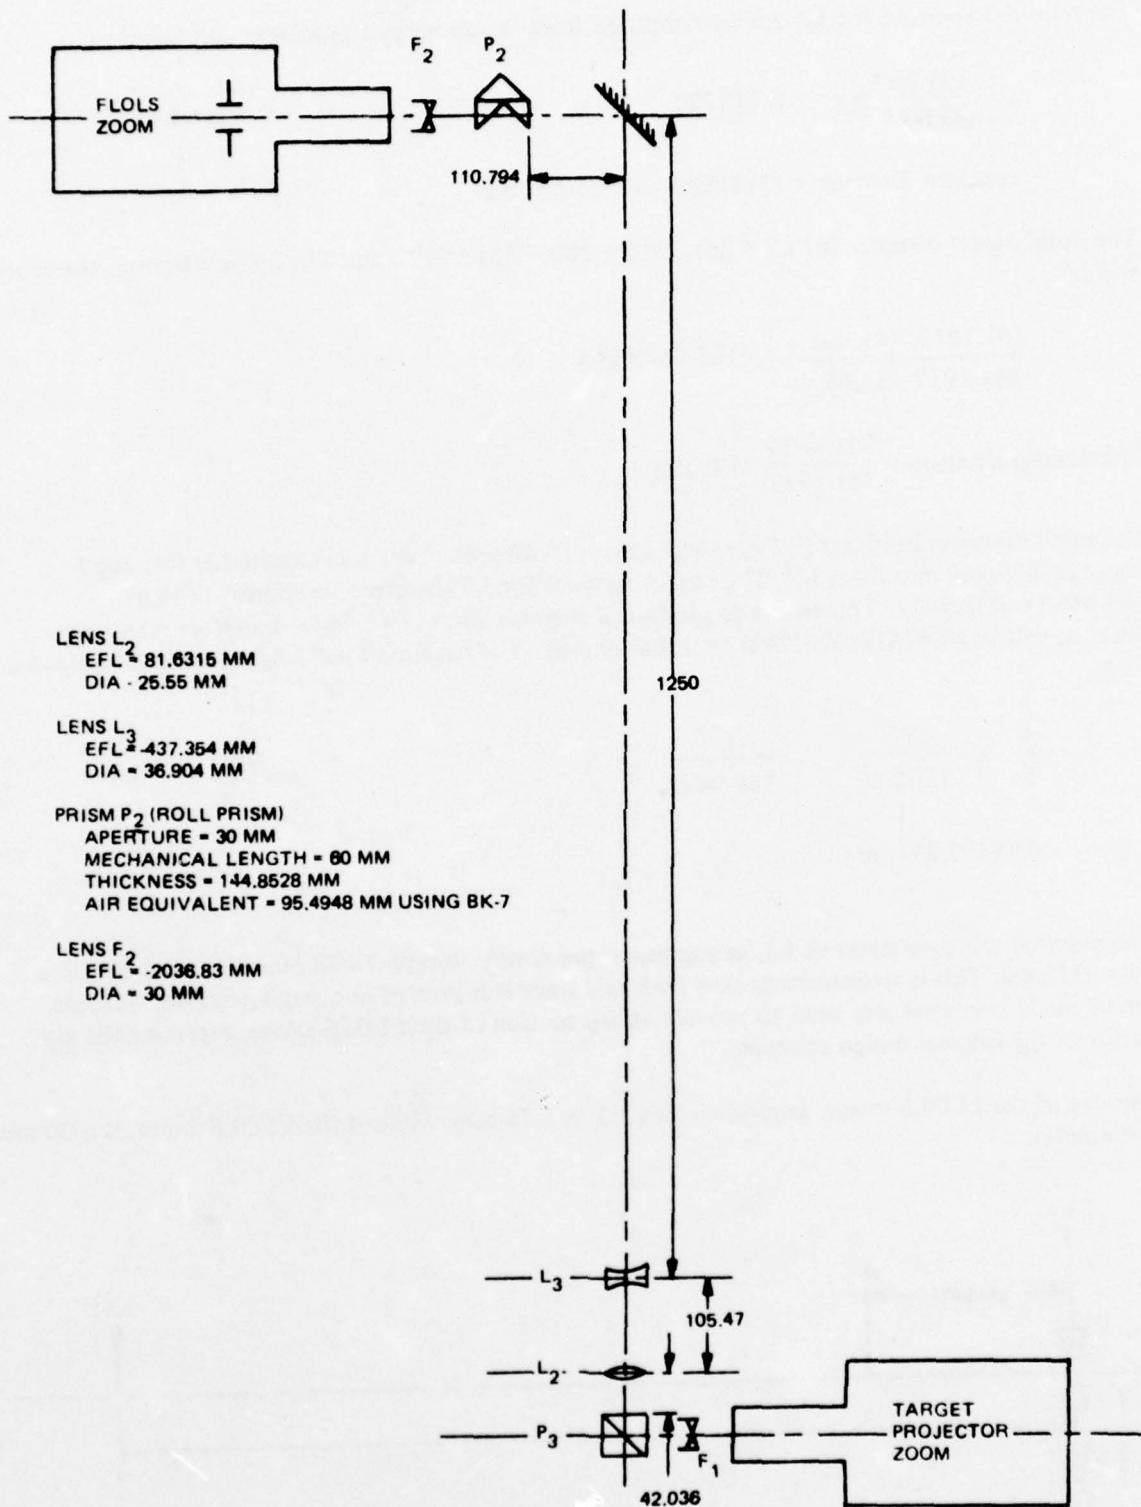 F2 P2
FLOLS
ZOOM
110.794
LENS L2
EFL = 81.6315 MM
DIA - 25.55 MM
1250
LENS L3
EFL = -437.354 MM
DIA = 36.904 MM
PRISM P2 (ROLL PRISM)
APERTURE = 30 MM
MECHANICAL LENGTH = 60 MM
THICKNESS = 144.8528 MM
AIR EQUIVALENT = 95.4948 MM USING BK-7
LENS F2
EFL = -2036.83 MM
DIA = 30 MM
L3
105.47
L2
P3
F1
TARGET
PROJECTOR
ZOOM
42.036